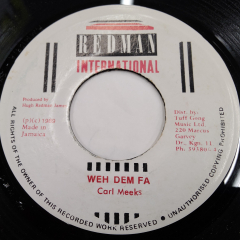 REDMAN
INTERNATIONAL
Produced by
Hugh Redman James
Made in
Jamaica
Dist. by:
Tuff Gong
Music Ltd.
220 Marcus
Garvey
Dr. Kgn. 11
WEH DEM FA
Carl Meeks
ALL RIGHTS OF THE OWNER OF THIS RECORDED WORK RESERVED • UNAUTHORISED COPYING PROHIBITED